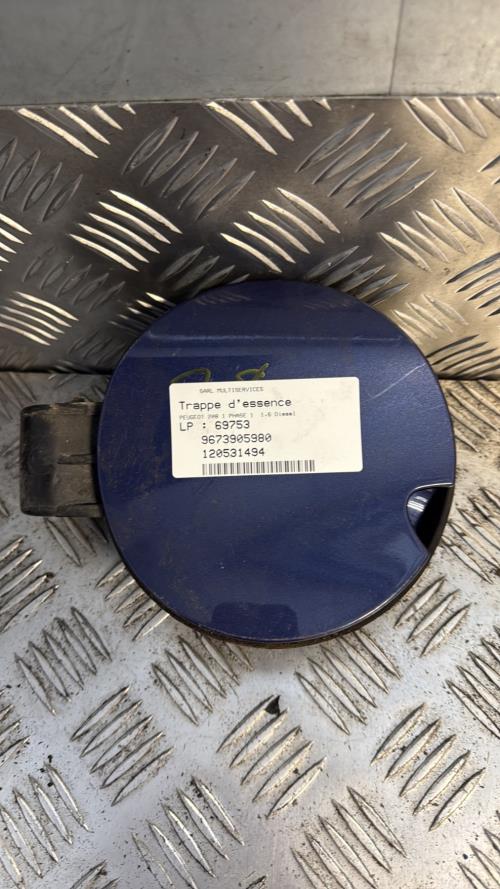 SARL MULTISERVICES
Trappe d'essence
PEUGEOT 208 1 PHASE 1 1.6 Diesel
LP : 69753
9673905980
120531494